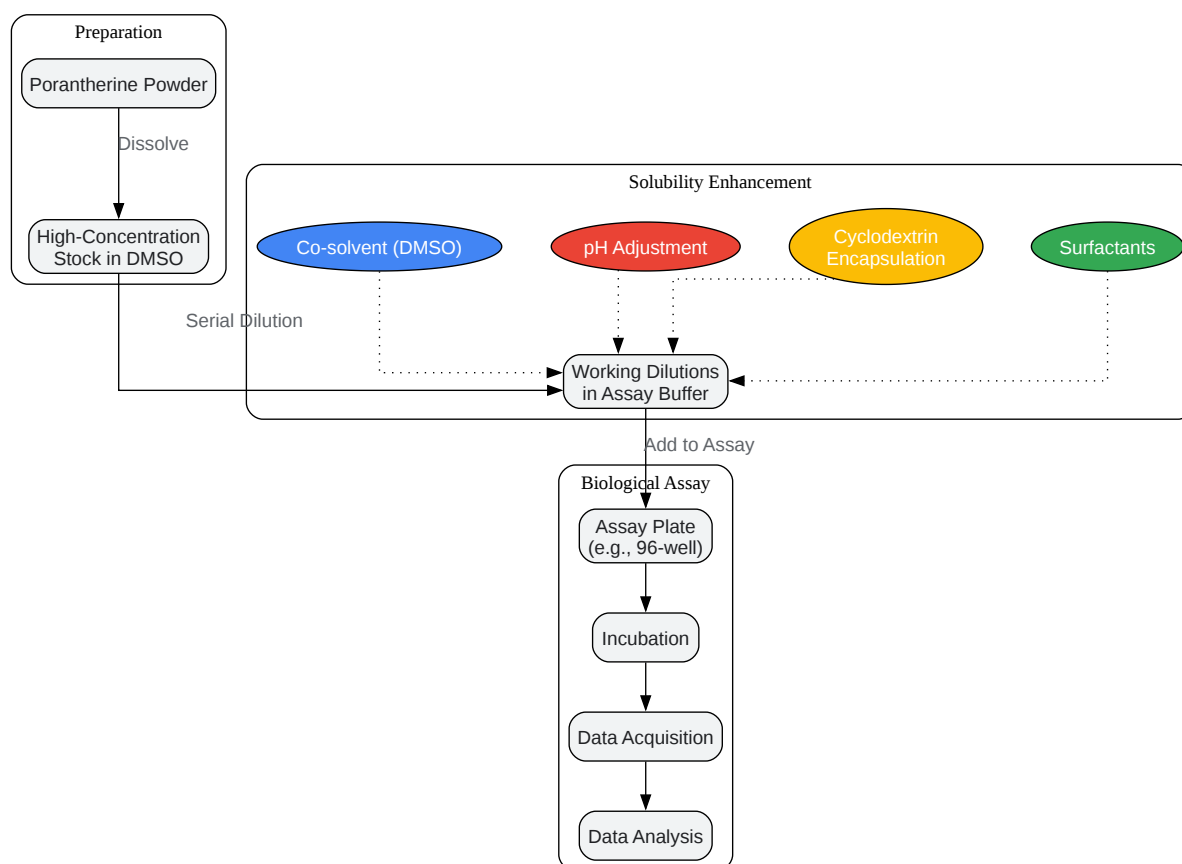 Preparation
Porantherine Powder
Dissolve
High-Concentration
Stock in DMSO
Solubility Enhancement
Co-solvent (DMSO)
pH Adjustment
Cyclodextrin
Encapsulation
Surfactants
Serial Dilution
Working Dilutions
in Assay Buffer
Add to Assay
Biological Assay
Assay Plate
(e.g., 96-well)
Incubation
Data Acquisition
Data Analysis